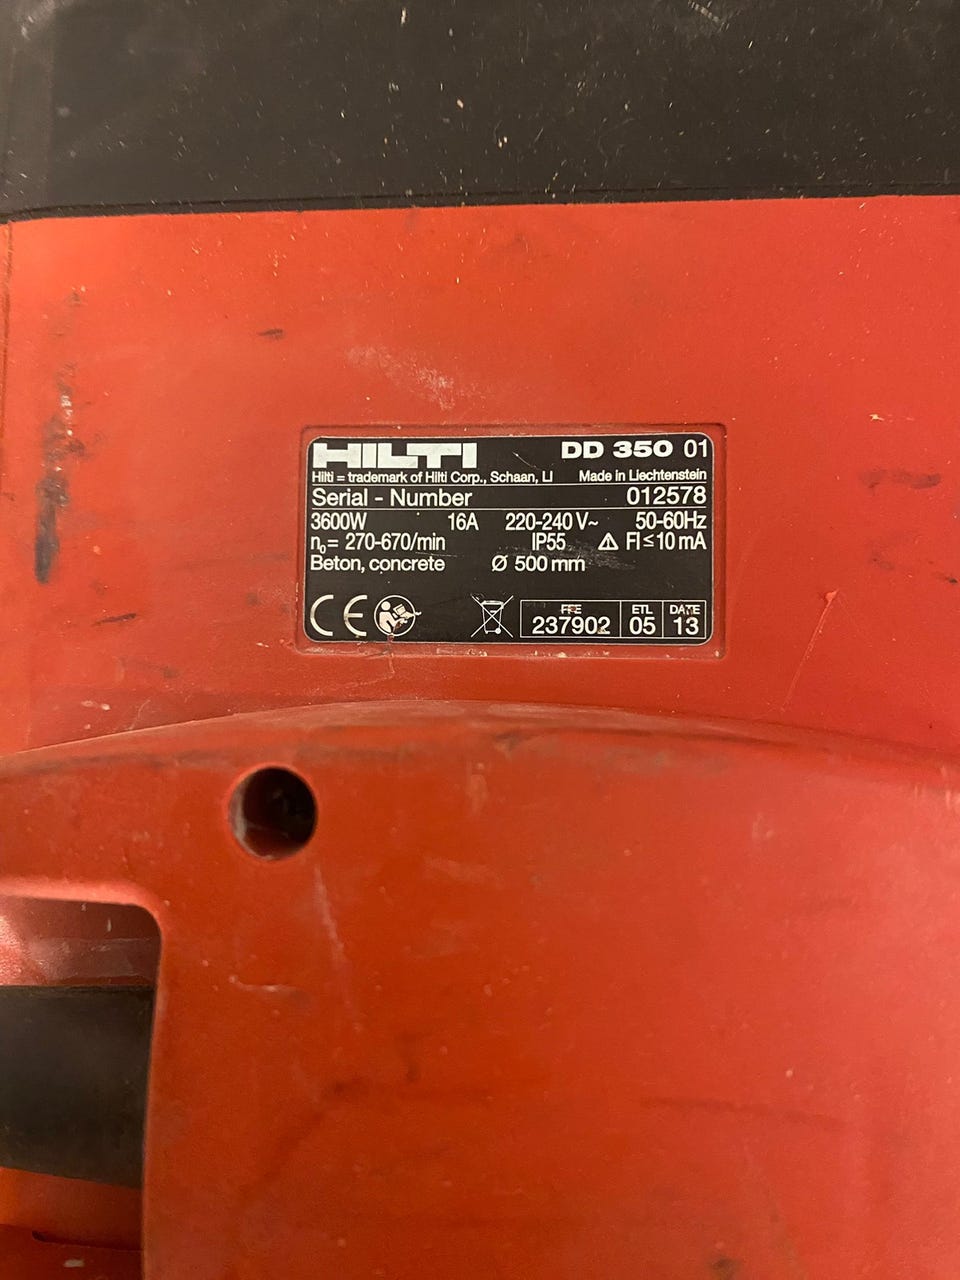 HILTI DD 350 01
Hilti = trademark of Hilti Corp., Schaan, LI Made in Liechtenstein
Serial - Number 012578
3600W 16A 220-240 V~ 50-60Hz
n₀= 270-670/min IP55 ⚠ FI ≤ 10 mA
Beton, concrete Ø 500 mm
CE
FFE ETL DATE
237902 05 13